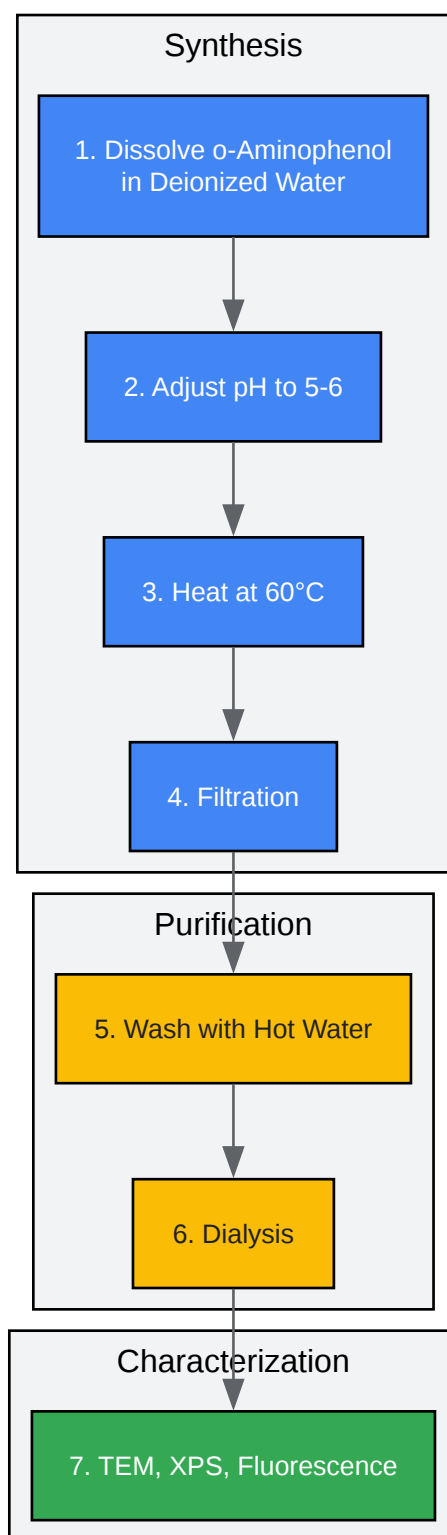 Synthesis
1. Dissolve o-Aminophenol
in Deionized Water
2. Adjust pH to 5-6
3. Heat at 60°C
4. Filtration
Purification
5. Wash with Hot Water
6. Dialysis
Characterization
7. TEM, XPS, Fluorescence